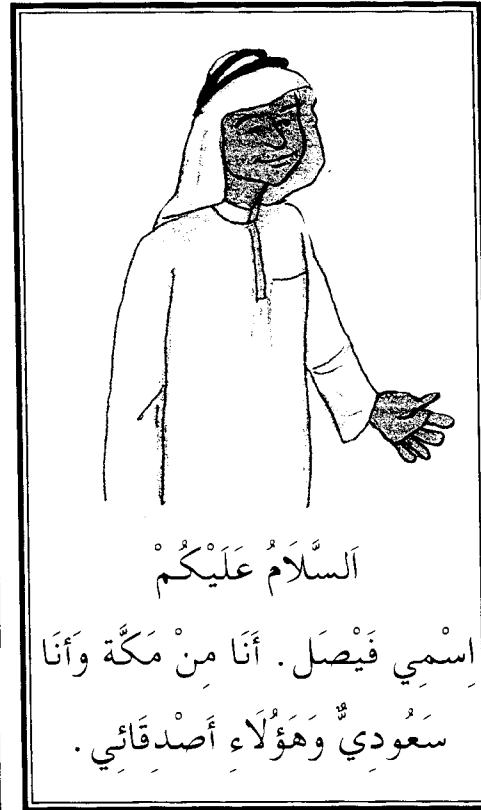 اَلسَّلَامُ عَلَيْكُمْ
اِسْمِي فَيْصَل. أَنَا مِنْ مَكَّة وَأَنَا
سَعُودِيٌّ وَهَؤُلَاءِ أَصْدِقَائِي.